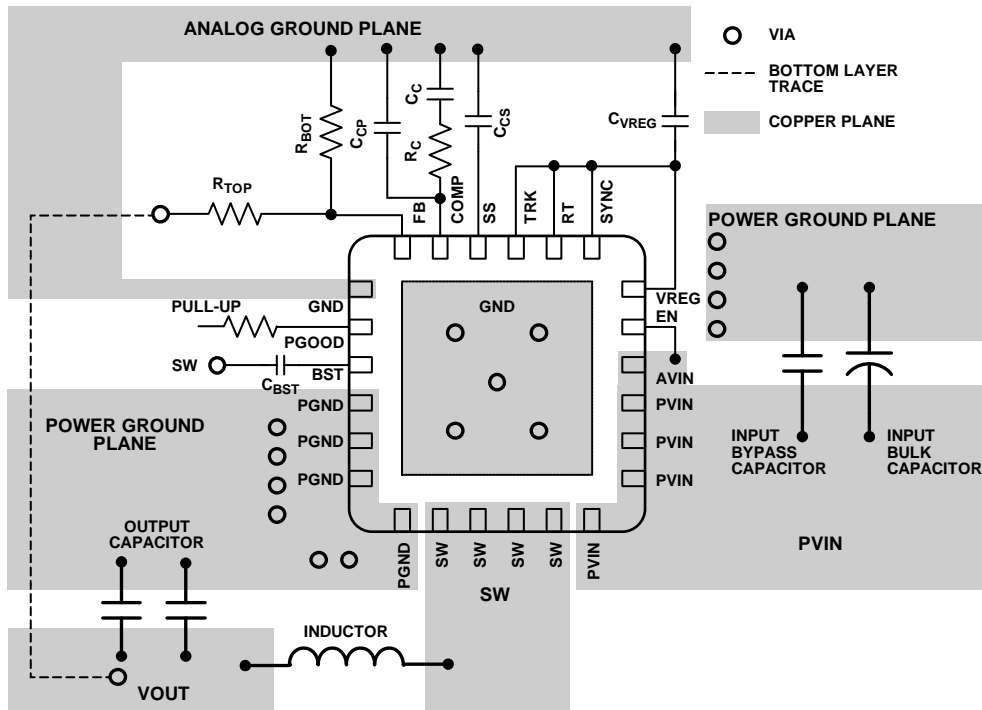 ANALOG GROUND PLANE
VIA
BOTTOM LAYER
TRACE
COPPER PLANE
RBOT
CCP
CC
RC
CCS
CVREG
RTOP
FB
COMP
SS
TRK
RT
SYNC
POWER GROUND PLANE
PULL-UP
GND
PGOOD
SW
CBST
BST
GND
VREG
EN
AVIN
POWER GROUND
PLANE
PGND
PGND
PGND
PVIN
PVIN
PVIN
INPUT
BYPASS
CAPACITOR
INPUT
BULK
CAPACITOR
OUTPUT
CAPACITOR
PGND
SW
SW
SW
SW
PVIN
PVIN
SW
INDUCTOR
VOUT